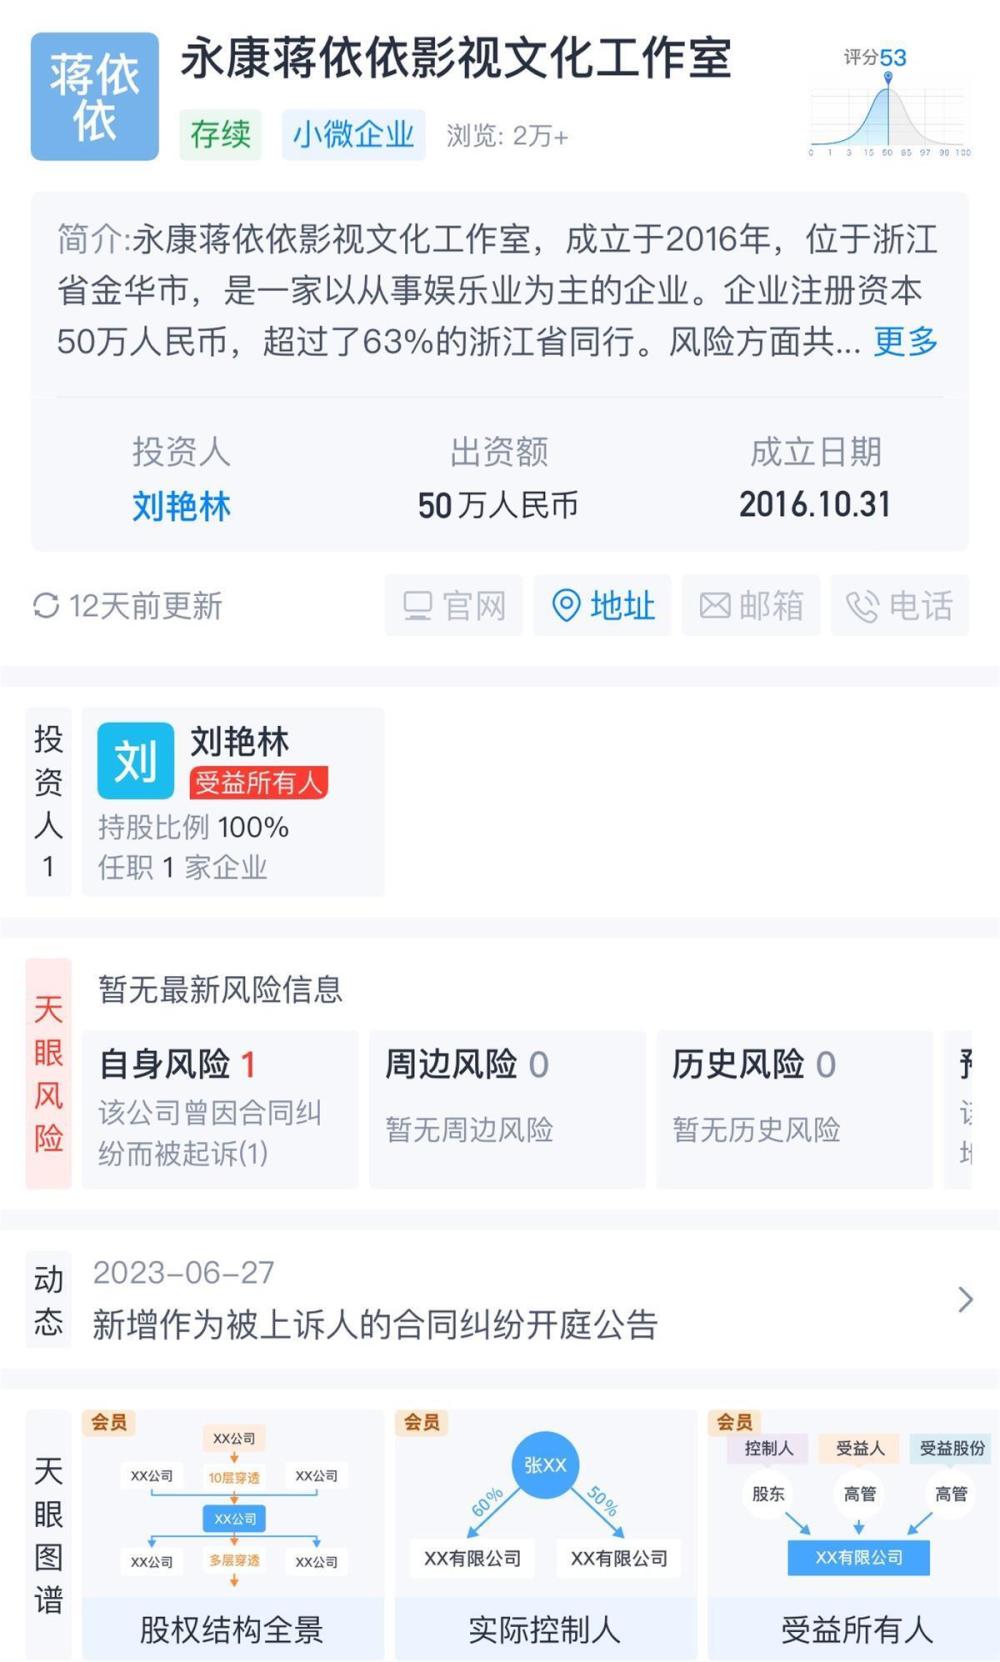 蒋依
依
永康蒋依依影视文化工作室
存续
小微企业
浏览: 2万+
评分53
0 1 3 15 50 85 97 99 100
简介:永康蒋依依影视文化工作室，成立于2016年，位于浙江
省金华市，是一家以从事娱乐业为主的企业。企业注册资本
50万人民币，超过了63%的浙江省同行。风险方面共... 更多
投资人 出资额 成立日期
刘艳林 50万人民币 2016.10.31
12天前更新 官网 地址 邮箱 电话
投资人1
刘
刘艳林
受益所有人
持股比例 100%
任职 1 家企业
天眼风险
暂无最新风险信息
自身风险 1
该公司曾因合同纠
纷而被起诉(1)
周边风险 0
暂无周边风险
历史风险 0
暂无历史风险
动态
2023-06-27
新增作为被上诉人的合同纠纷开庭公告
天眼图谱
会员
XX公司
XX公司 10层穿透 XX公司
XX公司
XX公司 多层穿透 XX公司
股权结构全景
会员
张XX
60% 50%
XX有限公司 XX有限公司
实际控制人
会员
控制人 受益人 受益股份
股东 高管 高管
XX有限公司
受益所有人